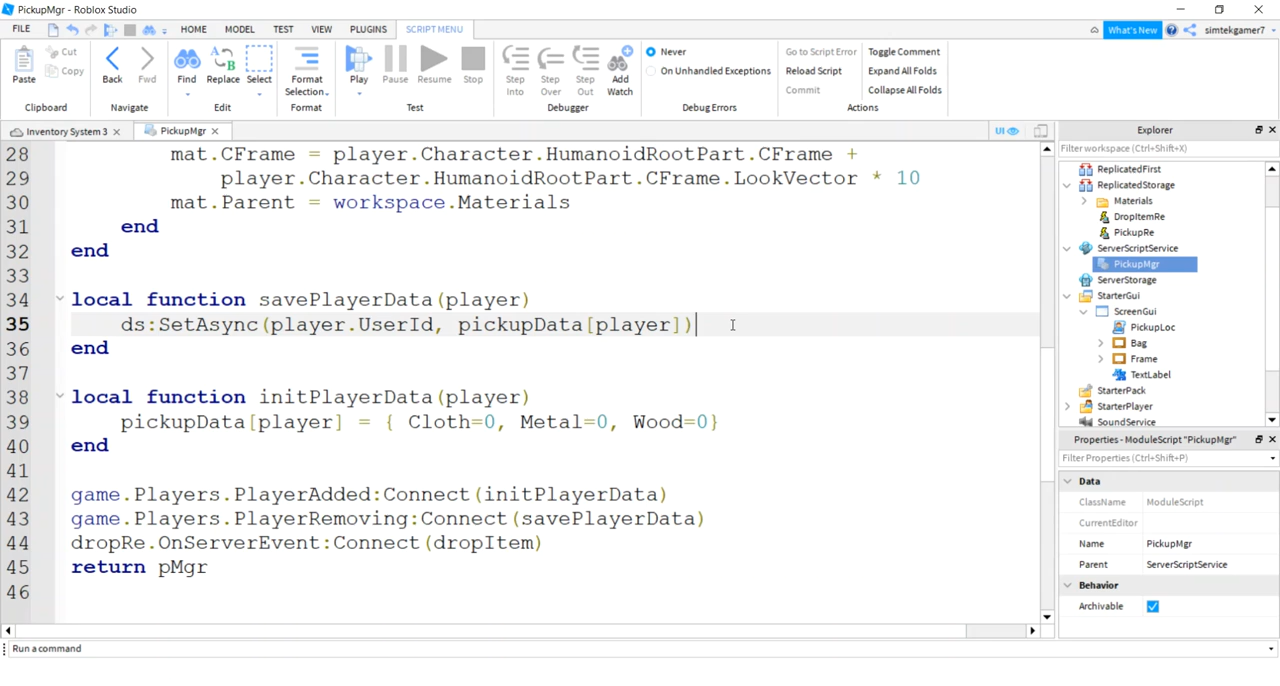 PickupMgr - Roblox Studio
FILE HOME MODEL TEST VIEW PLUGINS SCRIPT MENU What's New simtekgamer7
Paste Cut Copy Back Fwd Find Replace Select Format Selection Play Pause Resume Stop Step Into Step Over Step Out Add Watch Never On Unhandled Exceptions Go to Script Error Reload Script Commit Toggle Comment Expand All Folds Collapse All Folds
Clipboard Navigate Edit Format Test Debugger Debug Errors Actions
Inventory System 3 PickupMgr UI Explorer
Filter workspace (Ctrl+Shift+X)
28 mat.CFrame = player.Character.HumanoidRootPart.CFrame +
29 player.Character.HumanoidRootPart.CFrame.LookVector * 10
30 mat.Parent = workspace.Materials
31 end
32 end
33
34 local function savePlayerData(player)
35 ds:SetAsync(player.UserId, pickupData[player])
36 end
37
38 local function initPlayerData(player)
39 pickupData[player] = { Cloth=0, Metal=0, Wood=0}
40 end
41
42 game.Players.PlayerAdded:Connect(initPlayerData)
43 game.Players.PlayerRemoving:Connect(savePlayerData)
44 dropRe.OnServerEvent:Connect(dropItem)
45 return pMgr
46
ReplicatedFirst
ReplicatedStorage
Materials
DropItemRe
PickupRe
ServerScriptService
PickupMgr
ServerStorage
StarterGui
ScreenGui
PickupLoc
Bag
Frame
TextLabel
StarterPack
StarterPlayer
SoundService
Properties - ModuleScript "PickupMgr"
Filter Properties (Ctrl+Shift+P)
Data
ClassName ModuleScript
CurrentEditor
Name PickupMgr
Parent ServerScriptService
Behavior
Archivable
Run a command